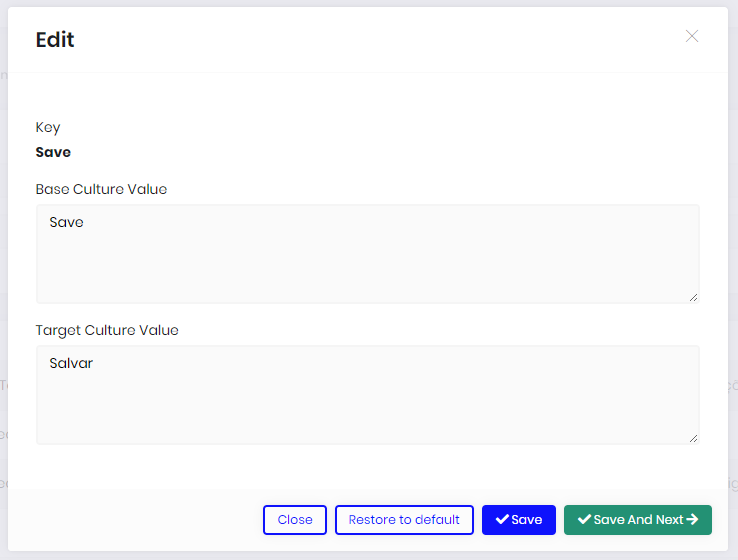 Edit
Key
Save
Base Culture Value
Save
Target Culture Value
Salvar
Close
Restore to default
Save
Save And Next